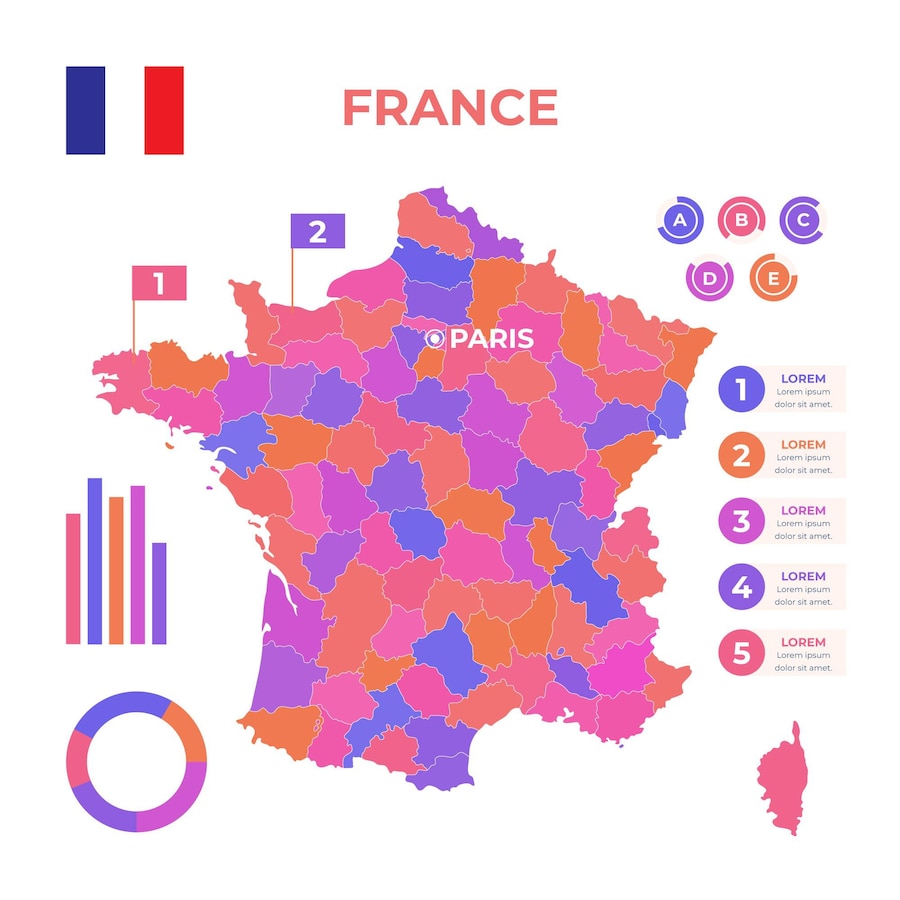 FRANCE
2
1
PARIS
A
B
C
D
E
1
LOREM
Lorem ipsum
dolor sit amet.
2
LOREM
Lorem ipsum
dolor sit amet.
3
LOREM
Lorem ipsum
dolor sit amet.
4
LOREM
Lorem ipsum
dolor sit amet.
5
LOREM
Lorem ipsum
dolor sit amet.